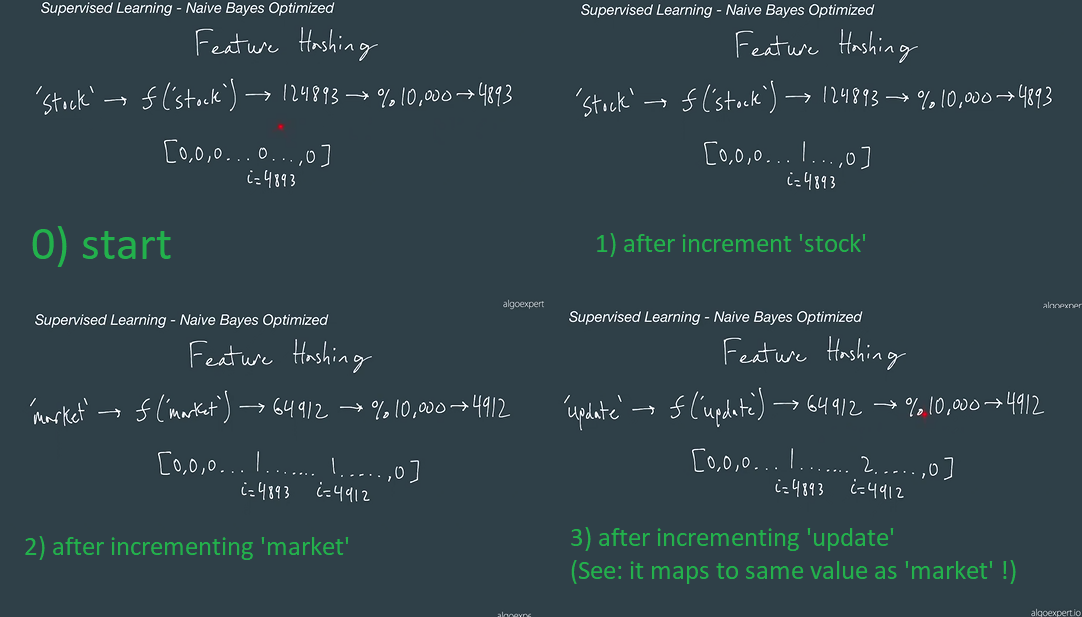 Supervised Learning - Naive Bayes Optimized
Feature Hashing
'stock' → f('stock') → 124893 → % 10,000 → 4893
[0,0,0...0...,0]
i=4893
0) start
algoexpert
Supervised Learning - Naive Bayes Optimized
Feature Hashing
'stock' → f('stock') → 124893 → % 10,000 → 4893
[0,0,0...1...,0]
i=4893
1) after increment 'stock'
algoexpert
Supervised Learning - Naive Bayes Optimized
Feature Hashing
'market' → f('market') → 64912 → % 10,000 → 4912
[0,0,0...1.......1.....,0]
i=4893 i=4912
2) after incrementing 'market'
algoexpe
Supervised Learning - Naive Bayes Optimized
Feature Hashing
'update' → f('update') → 64912 → % 10,000 → 4912
[0,0,0...1.......2.....,0]
i=4893 i=4912
3) after incrementing 'update'
(See: it maps to same value as 'market' !)
algoexpert.io